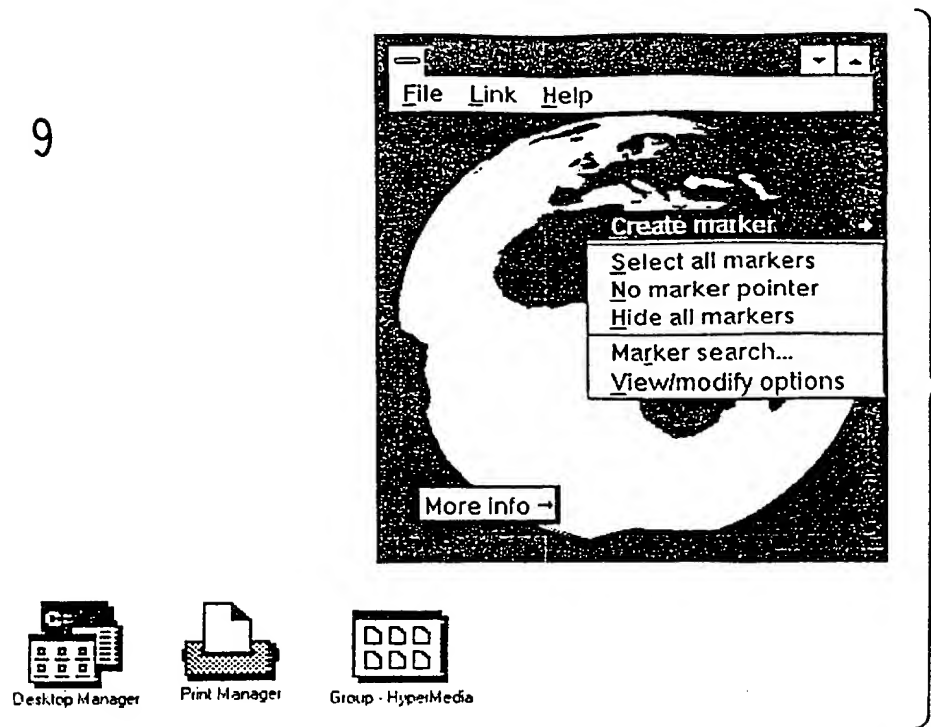 File Link Help
9
Create marker
Select all markers
No marker pointer
Hide all markers
Marker search...
View/modify options
More info →
Desktop Manager
Print Manager
Group - HyperMedia